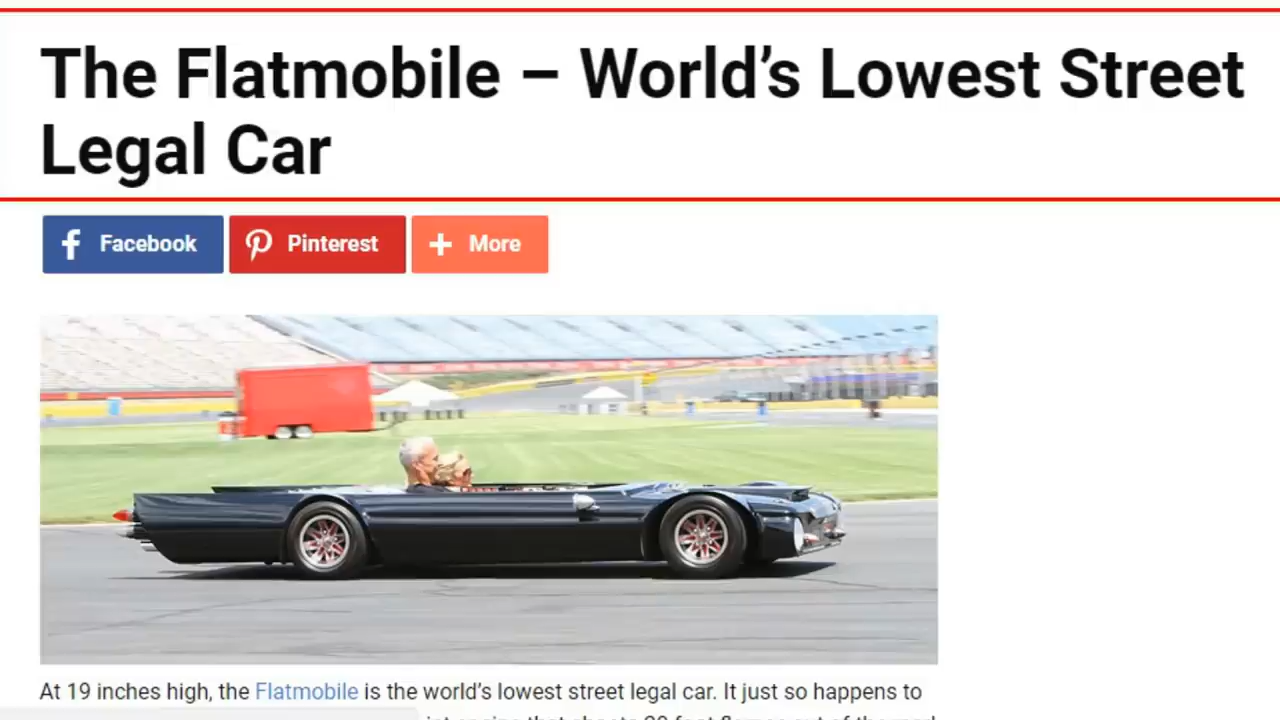 The Flatmobile – World’s Lowest Street
Legal Car
Facebook
Pinterest
More
At 19 inches high, the Flatmobile is the world’s lowest street legal car. It just so happens to